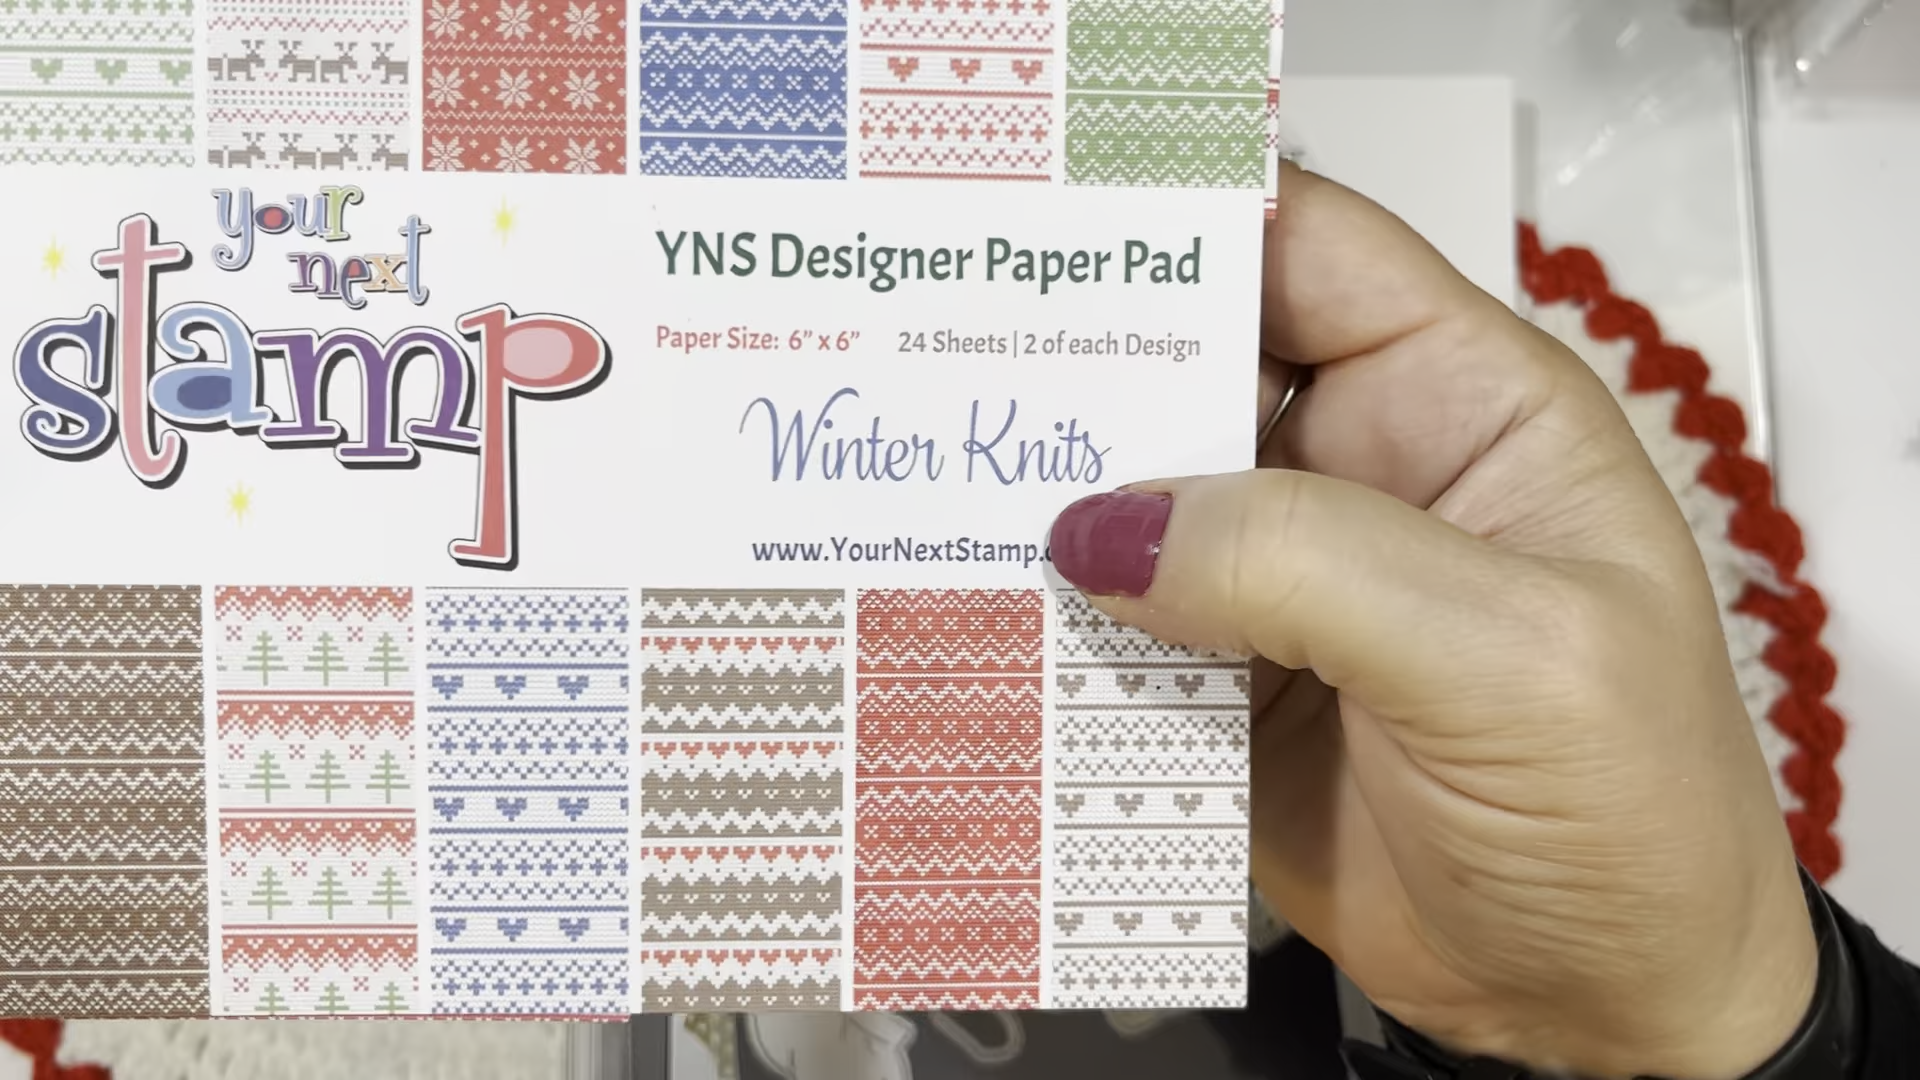 your
next
stamp
YNS Designer Paper Pad
Paper Size: 6” x 6” 24 Sheets | 2 of each Design
Winter Knits
www.YourNextStamp.